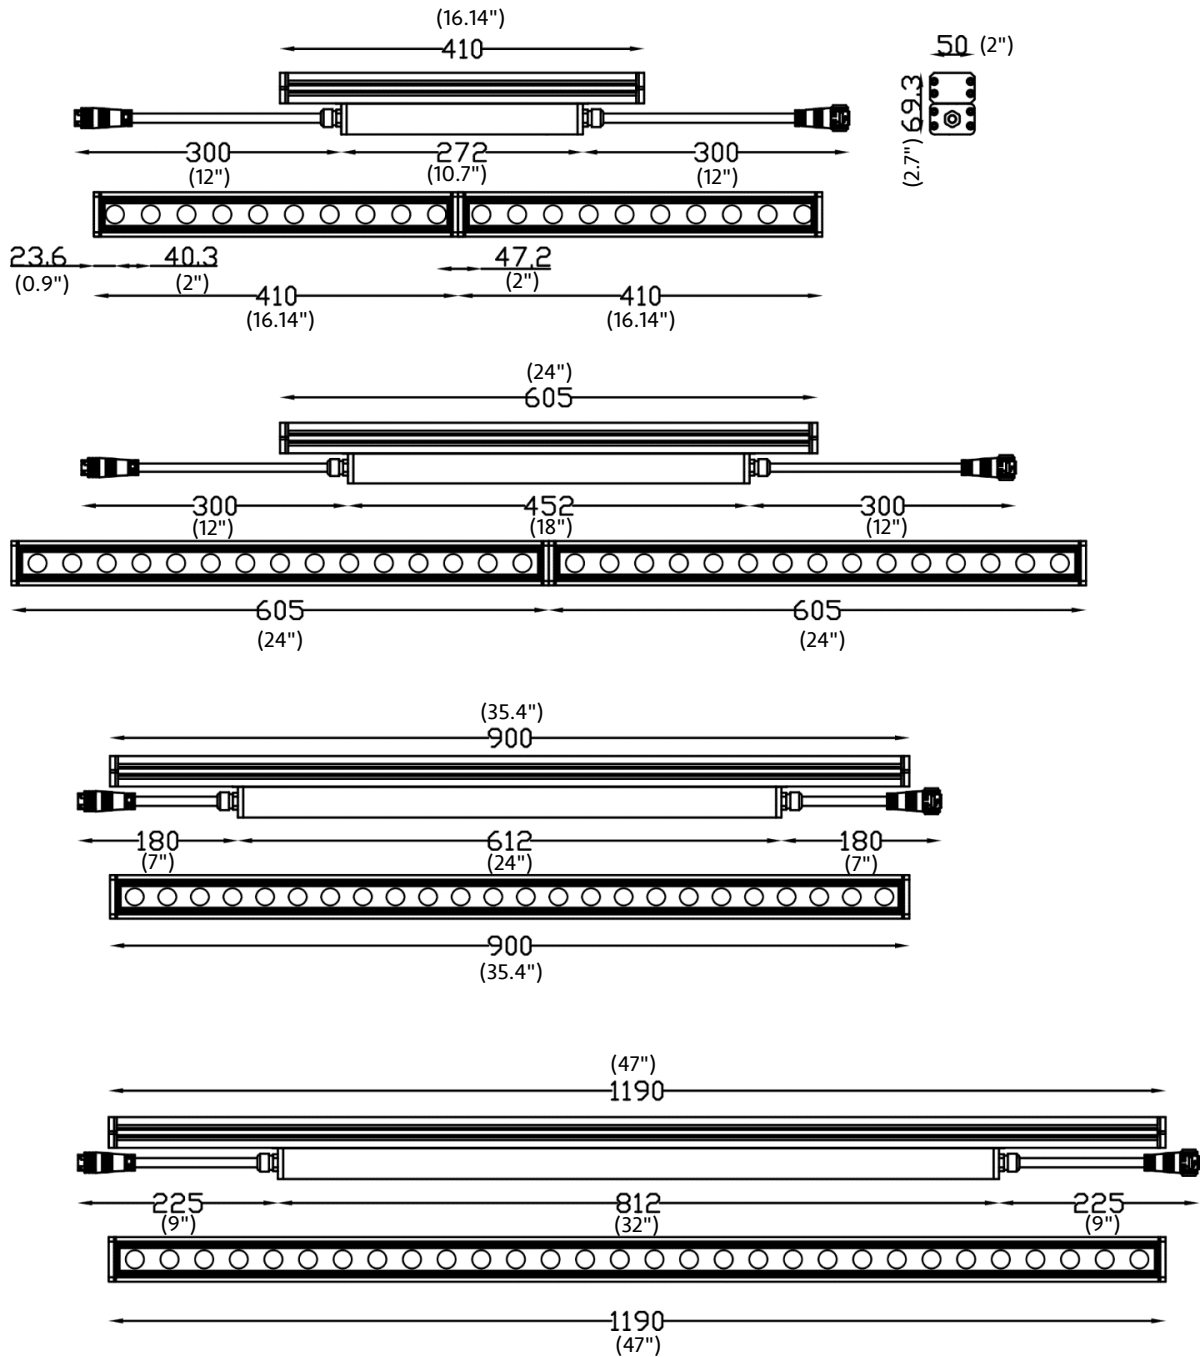 (16.14")
410
50 (2")
69.3
(2.7")
300 272 300
(12") (10.7") (12")
23.6 40.3 47.2
(0.9") (2") (2")
410 410
(16.14") (16.14")
(24")
605
300 452 300
(12") (18") (12")
605 605
(24") (24")
(35.4")
900
180 612 180
(7") (24") (7")
900
(35.4")
(47")
1190
225 812 225
(9") (32") (9")
1190
(47")